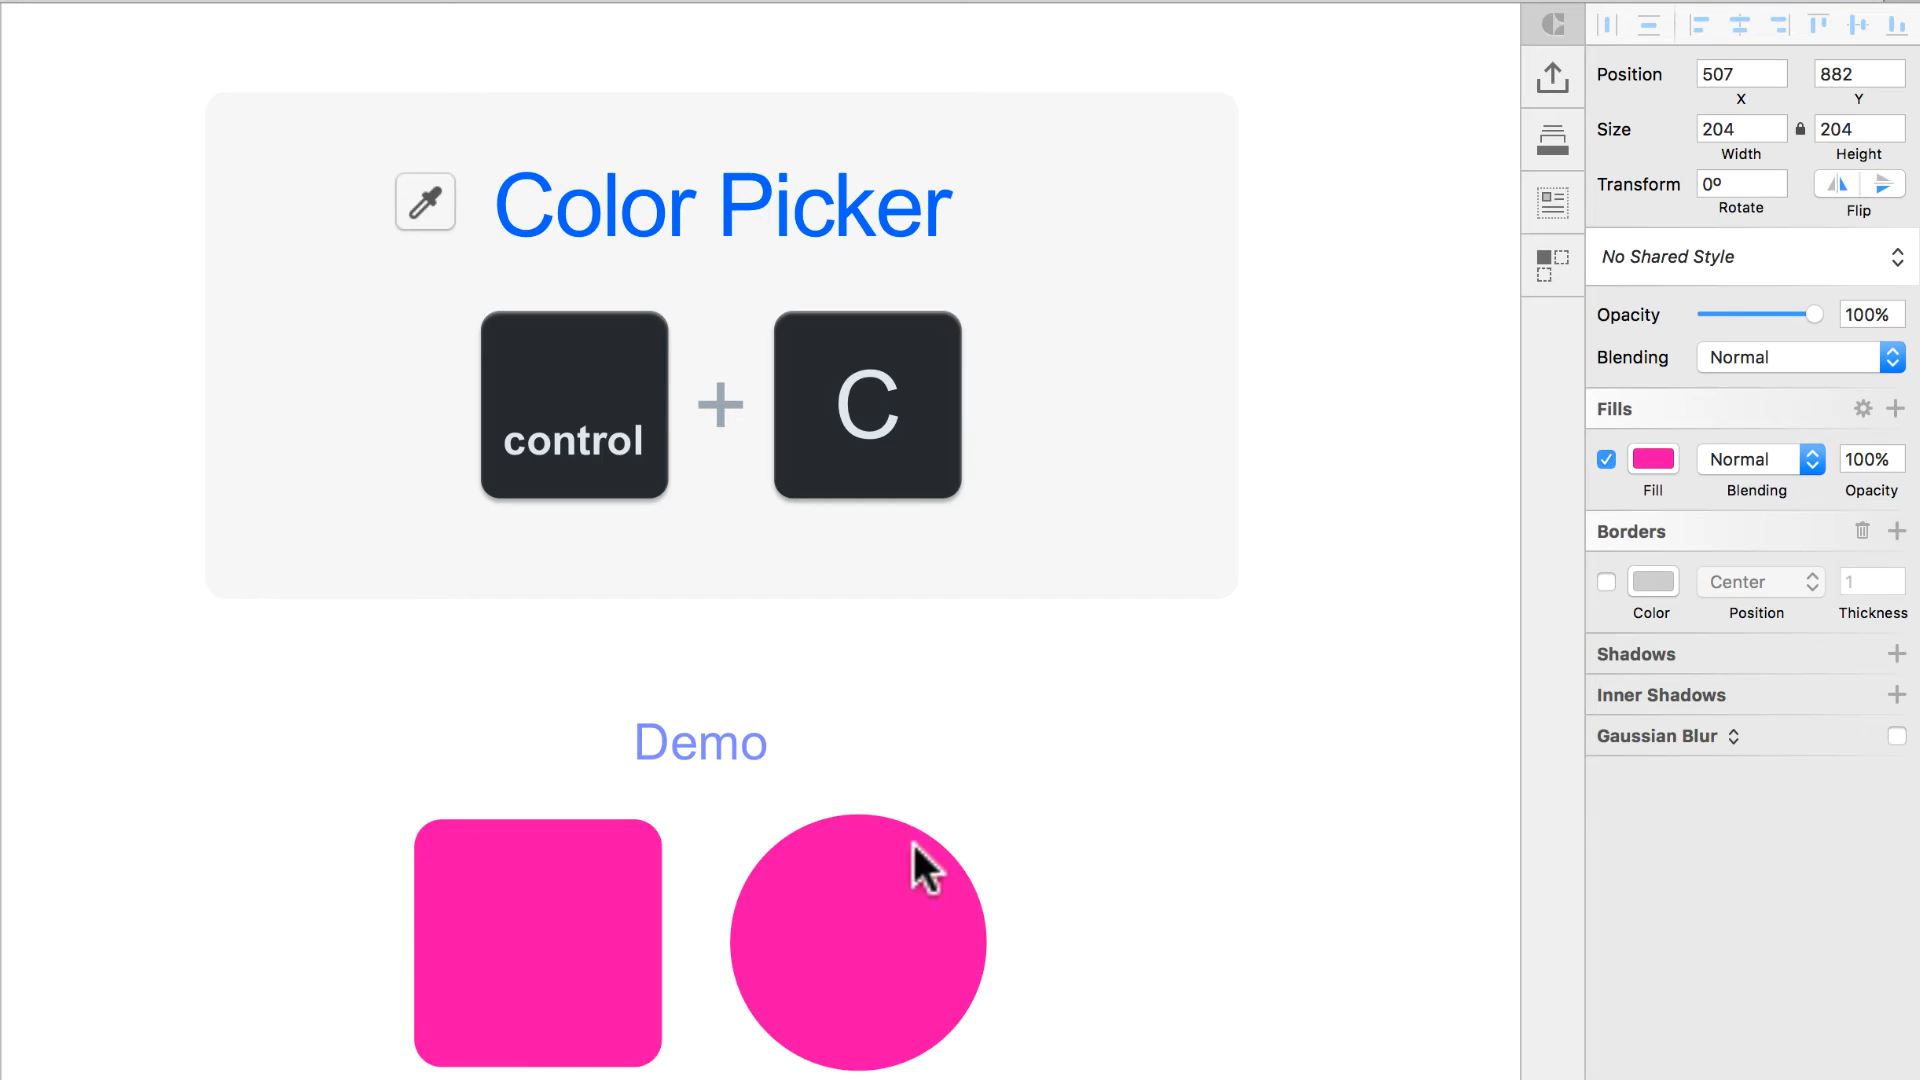 Color Picker
control
+
C
Demo
Position 507 882
X Y
Size 204 204
Width Height
Transform 0º
Rotate Flip
No Shared Style
Opacity 100%
Blending Normal
Fills
Normal 100%
Fill Blending Opacity
Borders
Center 1
Color Position Thickness
Shadows
Inner Shadows
Gaussian Blur